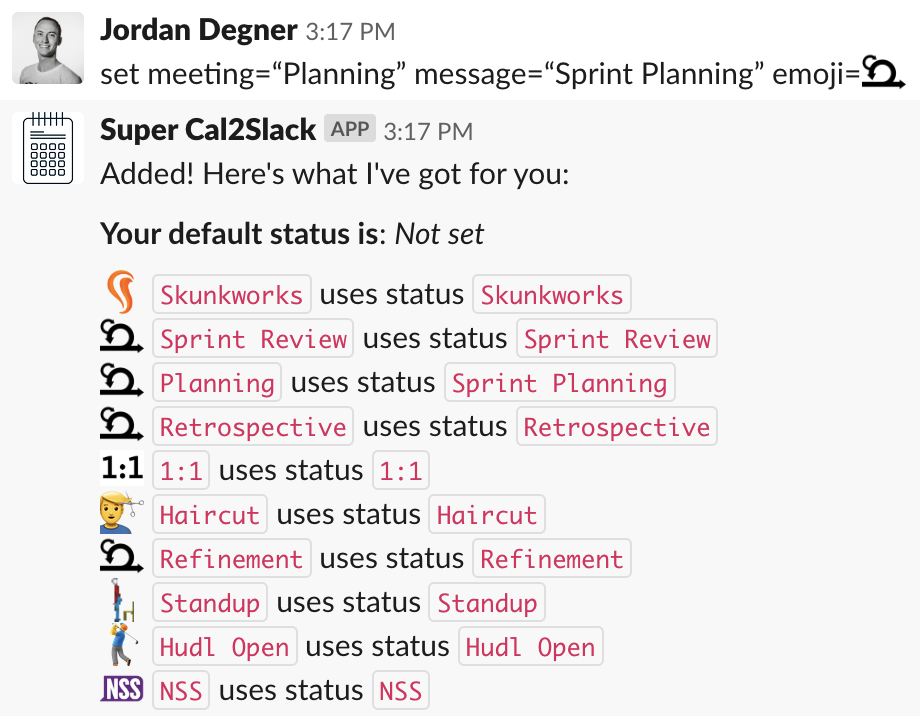 Jordan Degner 3:17 PM
set meeting=“Planning” message=“Sprint Planning” emoji=
Super Cal2Slack APP 3:17 PM
Added! Here's what I've got for you:
Your default status is: Not set
Skunkworks uses status Skunkworks
Sprint Review uses status Sprint Review
Planning uses status Sprint Planning
Retrospective uses status Retrospective
1:1 1:1 uses status 1:1
Haircut uses status Haircut
Refinement uses status Refinement
Standup uses status Standup
Hudl Open uses status Hudl Open
NSS NSS uses status NSS